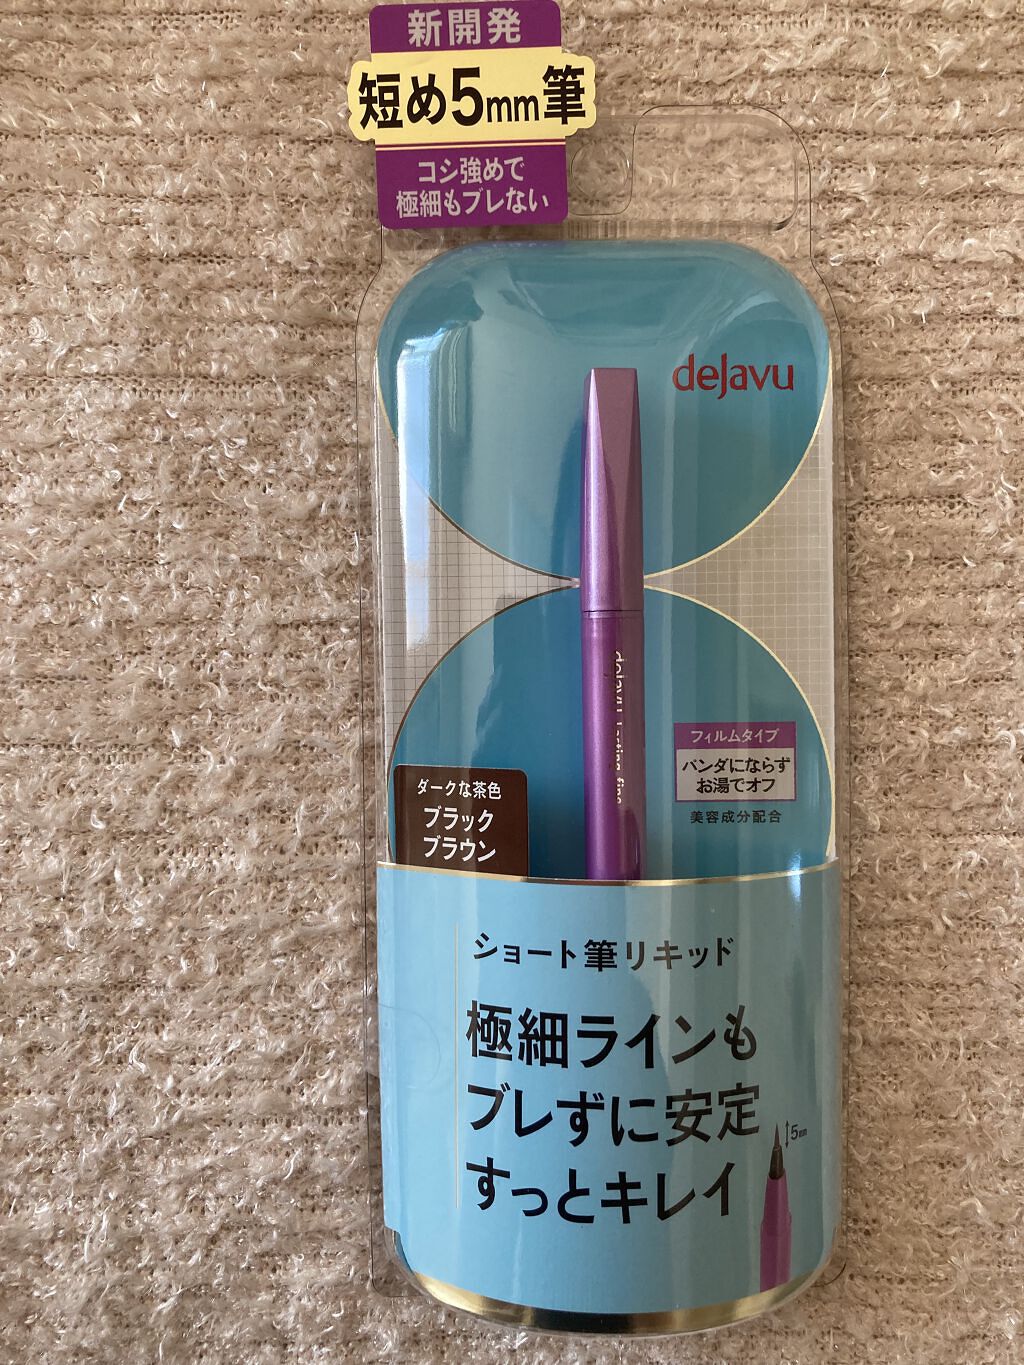 新開発
短め5mm筆
コシ強めで
極細もブレない
dejavu
dejavu Lasting-fine
フィルムタイプ
パンダにならず
お湯でオフ
美容成分配合
ダークな茶色
ブラック
ブラウン
ショート筆リキッド
極細ラインも
ブレずに安定
すっとキレイ
5mm